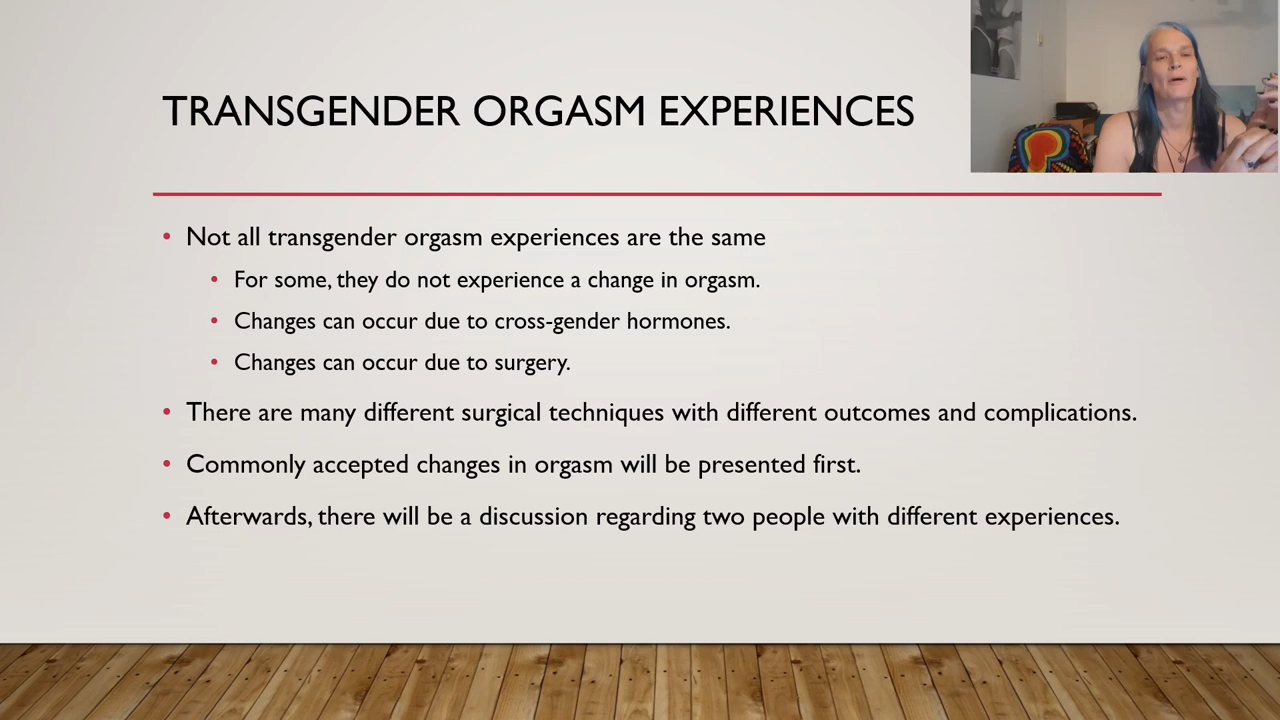 TRANSGENDER ORGASM EXPERIENCES
• Not all transgender orgasm experiences are the same
• For some, they do not experience a change in orgasm.
• Changes can occur due to cross-gender hormones.
• Changes can occur due to surgery.
• There are many different surgical techniques with different outcomes and complications.
• Commonly accepted changes in orgasm will be presented first.
• Afterwards, there will be a discussion regarding two people with different experiences.